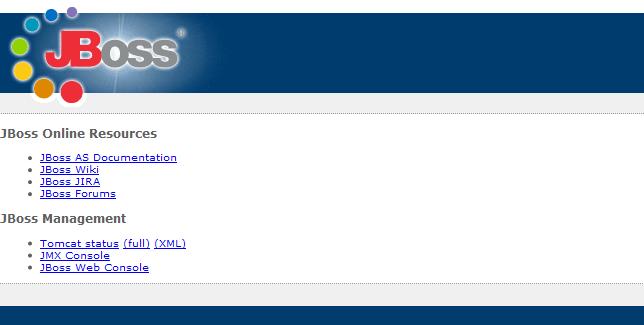 JBoss®
JBoss Online Resources
JBoss AS Documentation
JBoss Wiki
JBoss JIRA
JBoss Forums
JBoss Management
Tomcat status (full) (XML)
JMX Console
JBoss Web Console